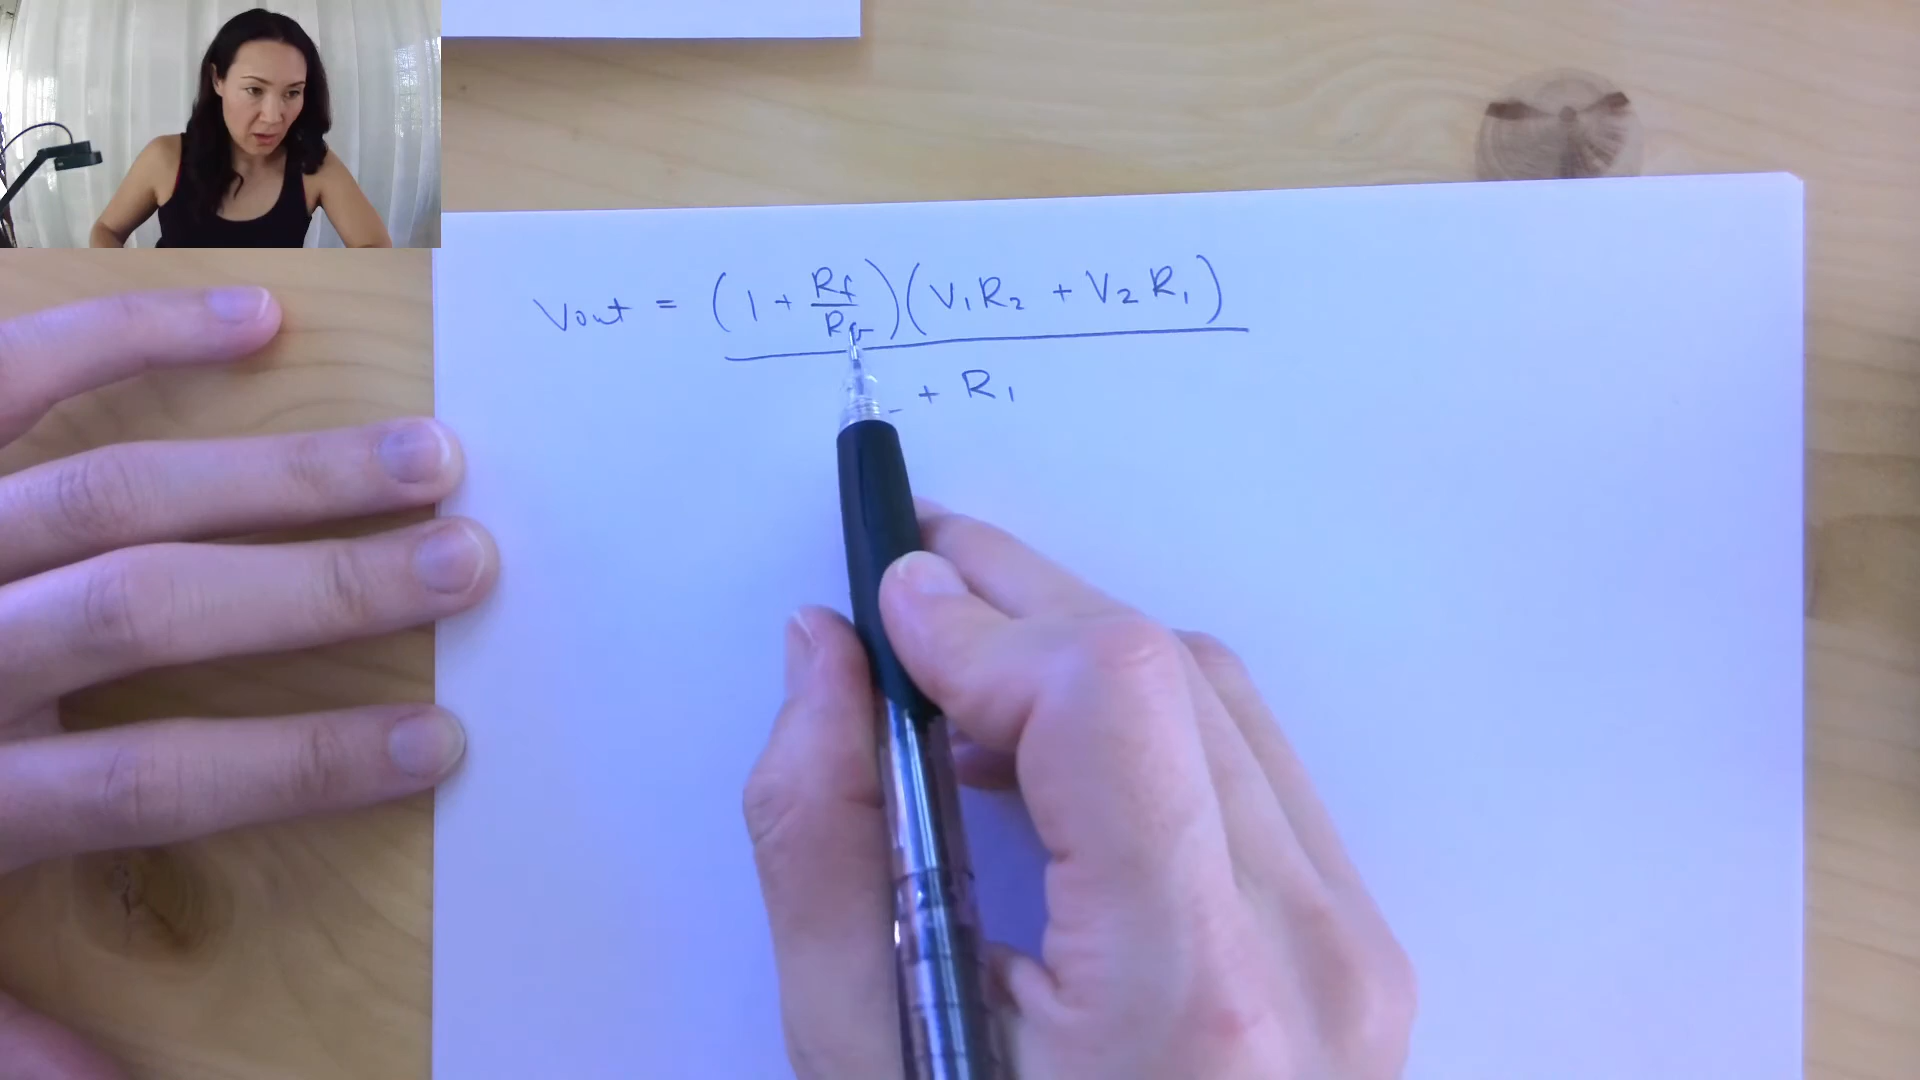 Vout = (1 + Rf/RG)(V1R2 + V2R1)
+ R1